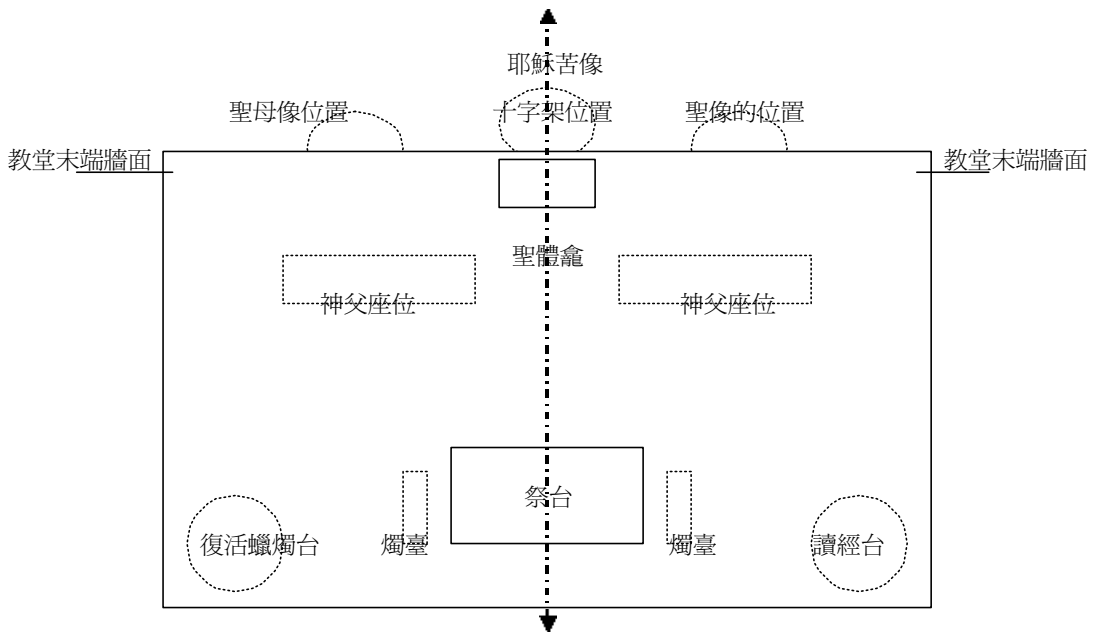 耶穌苦像
聖母像位置
十字架位置
聖像的位置
教堂末端牆面
教堂末端牆面
聖體龕
神父座位
神父座位
祭台
復活蠟燭台
燭臺
燭臺
讀經台